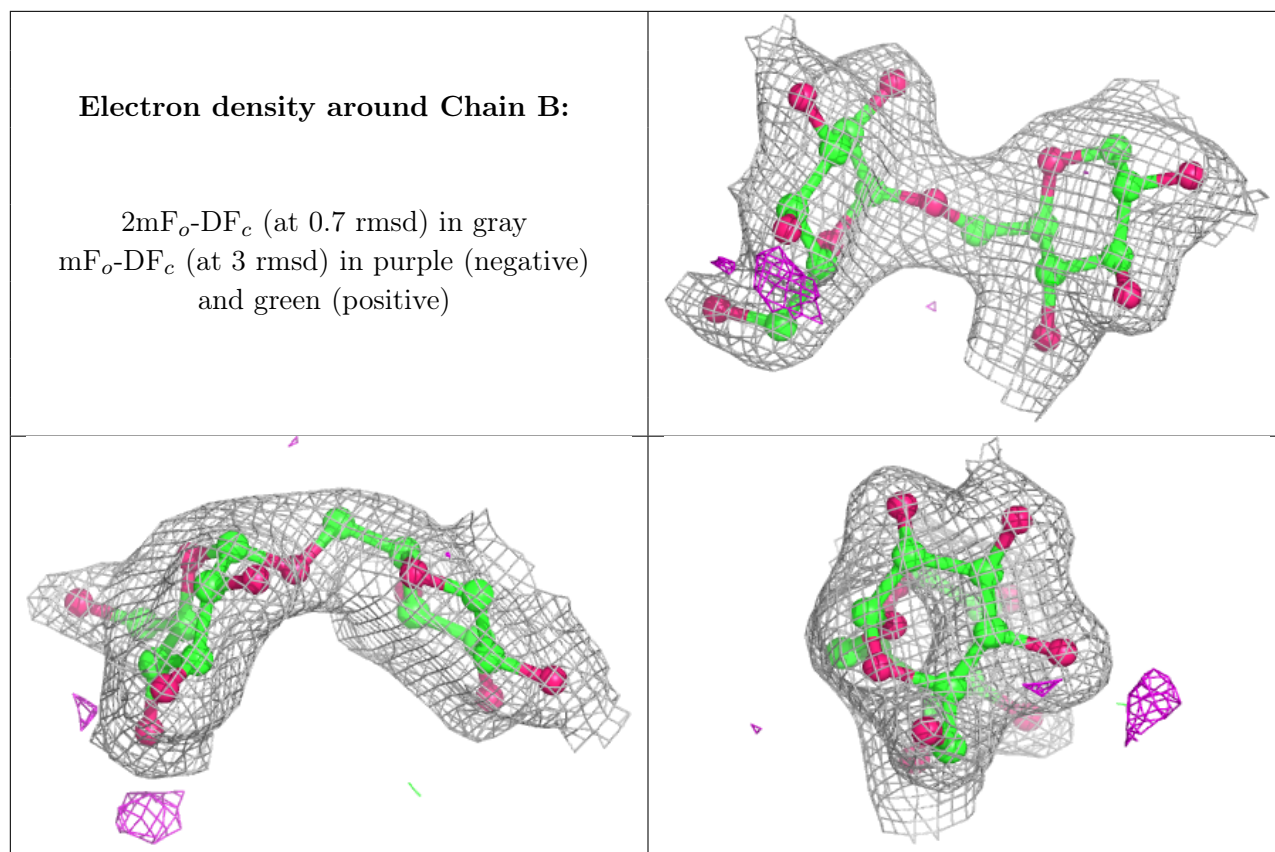 Electron density around Chain B:
2mFₒ-DF𝒸 (at 0.7 rmsd) in gray
mFₒ-DF𝒸 (at 3 rmsd) in purple (negative)
and green (positive)